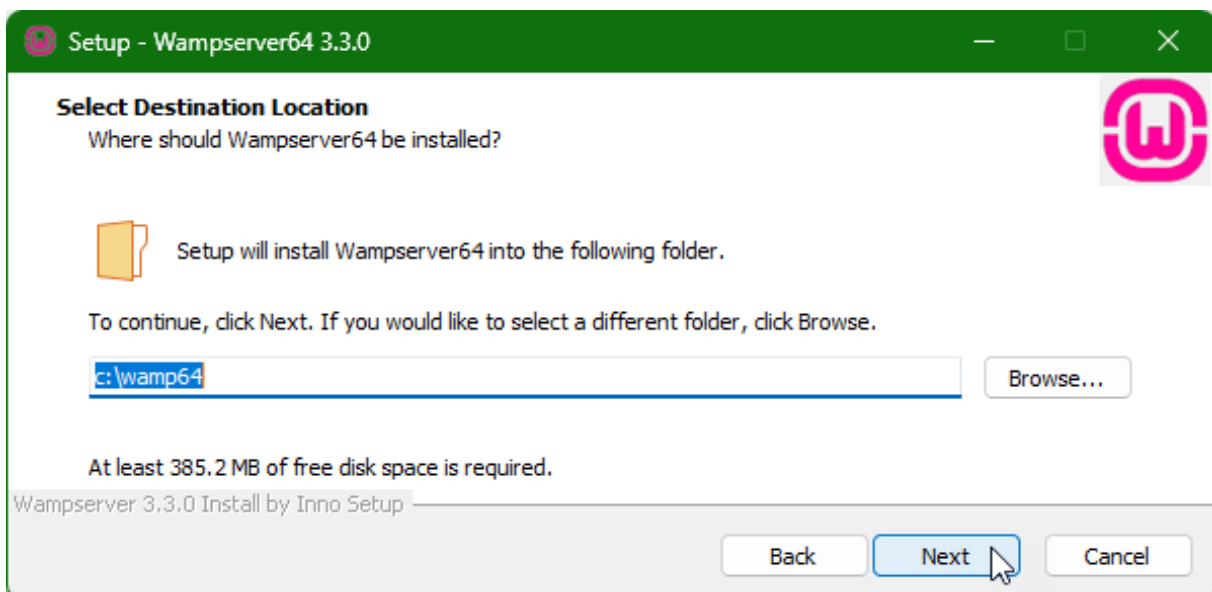 Setup - Wampserver64 3.3.0
Select Destination Location
Where should Wampserver64 be installed?
Setup will install Wampserver64 into the following folder.
To continue, click Next. If you would like to select a different folder, click Browse.
c:\wamp64
Browse...
At least 385.2 MB of free disk space is required.
Wampserver 3.3.0 Install by Inno Setup
Back
Next
Cancel